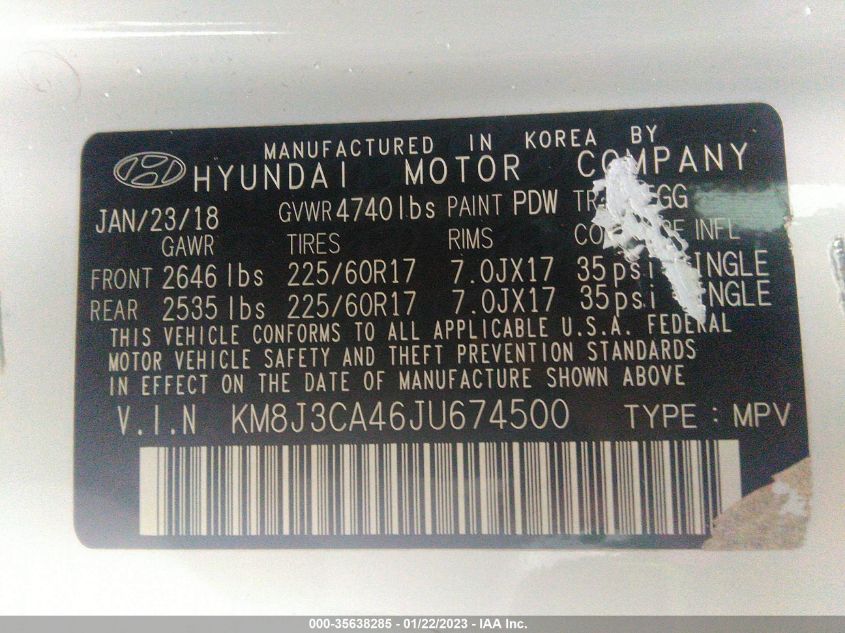 MANUFACTURED IN KOREA BY
HYUNDAI MOTOR COMPANY
JAN/23/18 GVWR 4740lbs PAINT PDW
GAWR TIRES RIMS INFL
FRONT 2646 lbs 225/60R17 7.0JX17 35psi
REAR 2535 lbs 225/60R17 7.0JX17 35psi
THIS VEHICLE CONFORMS TO ALL APPLICABLE U.S.A. FEDERAL
MOTOR VEHICLE SAFETY AND THEFT PREVENTION STANDARDS
IN EFFECT ON THE DATE OF MANUFACTURE SHOWN ABOVE
V.I.N KM8J3CA46JU674500 TYPE : MPV
000-35638285 - 01/22/2023 - IAA Inc.